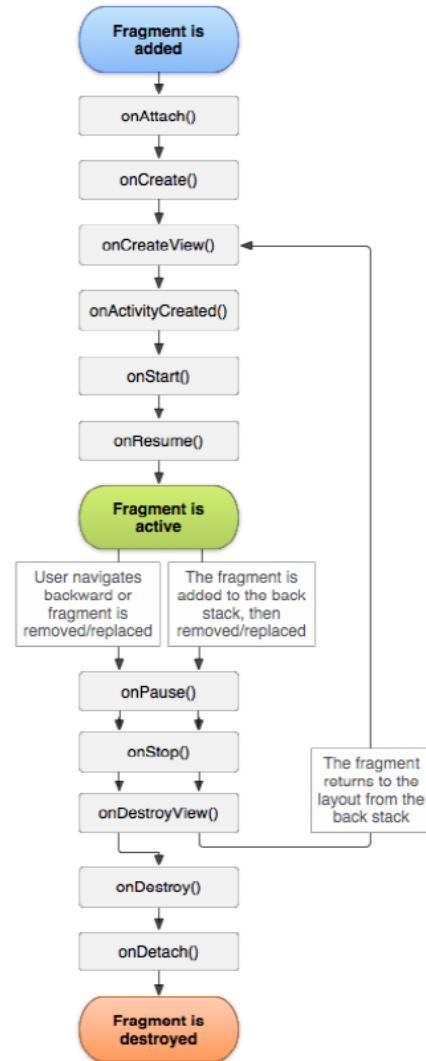 Fragment is
added
onAttach()
onCreate()
onCreateView()
onActivityCreated()
onStart()
onResume()
Fragment is
active
User navigates
backward or
fragment is
removed/replaced
The fragment is
added to the back
stack, then
removed/replaced
onPause()
onStop()
onDestroyView()
The fragment
returns to the
layout from the
back stack
onDestroy()
onDetach()
Fragment is
destroyed